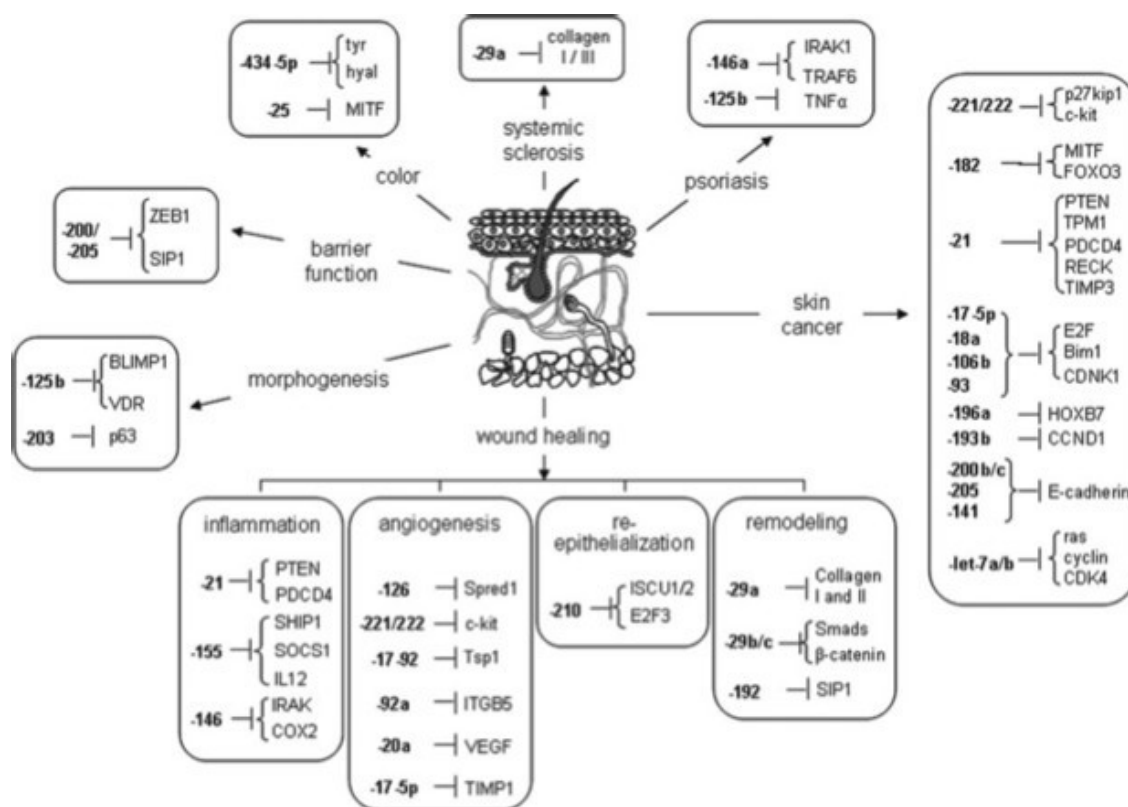 -434-5p
tyr
hyal
-25
MITF
color
-29a
collagen
I / III
systemic
sclerosis
-146a
IRAK1
TRAF6
-125b
TNFα
psoriasis
-200/
-205
ZEB1
SIP1
barrier
function
-125b
BLIMP1
VDR
-203
p63
morphogenesis
skin
cancer
-221/222
p27kip1
c-kit
-182
MITF
FOXO3
-21
PTEN
TPM1
PDCD4
RECK
TIMP3
-17-5p
-18a
-106b
-93
E2F
Bim1
CDNK1
-196a
HOXB7
-193b
CCND1
-200b/c
-205
-141
E-cadherin
-let-7a/b
ras
cyclin
CDK4
wound healing
inflammation
-21
PTEN
PDCD4
-155
SHIP1
SOCS1
IL12
-146
IRAK
COX2
angiogenesis
-126
Spred1
-221/222
c-kit
-17-92
Tsp1
-92a
ITGB5
-20a
VEGF
-17-5p
TIMP1
re-
epithelialization
-210
ISCU1/2
E2F3
remodeling
-29a
Collagen
I and II
-29b/c
Smads
β-catenin
-192
SIP1